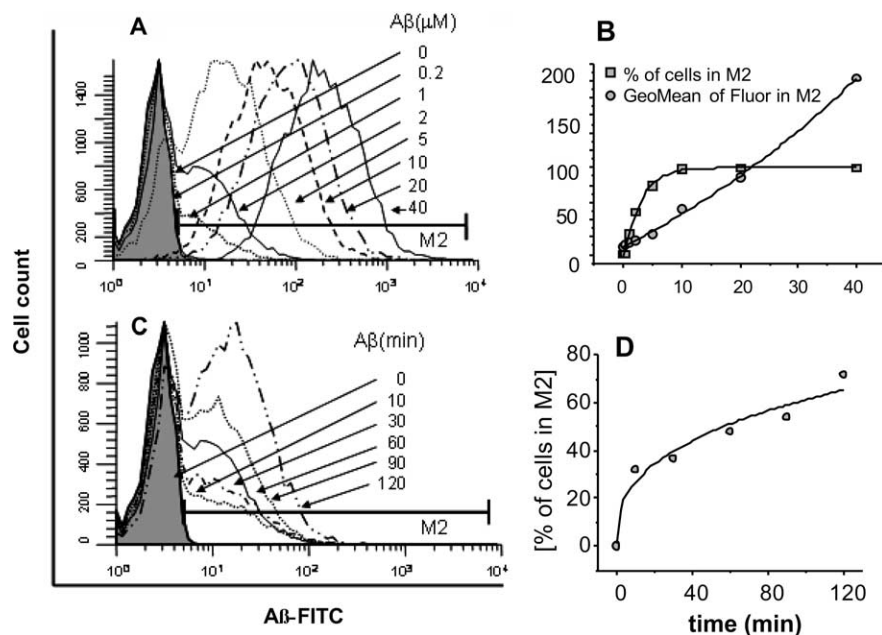 A
Aβ(μM)
0
0.2
1
2
5
10
20
40
M2
0 200 400 600 800 1000 1400
10⁰ 10¹ 10² 10³ 10⁴
B
% of cells in M2
GeoMean of Fluor in M2
200
150
100
50
0
0 10 20 30 40
Cell count
C
Aβ(min)
0
10
30
60
90
120
M2
0 200 400 600 800 1000
10⁰ 10¹ 10² 10³ 10⁴
Aß-FITC
D
[% of cells in M2]
80
60
40
20
0
0 40 80 120
time (min)